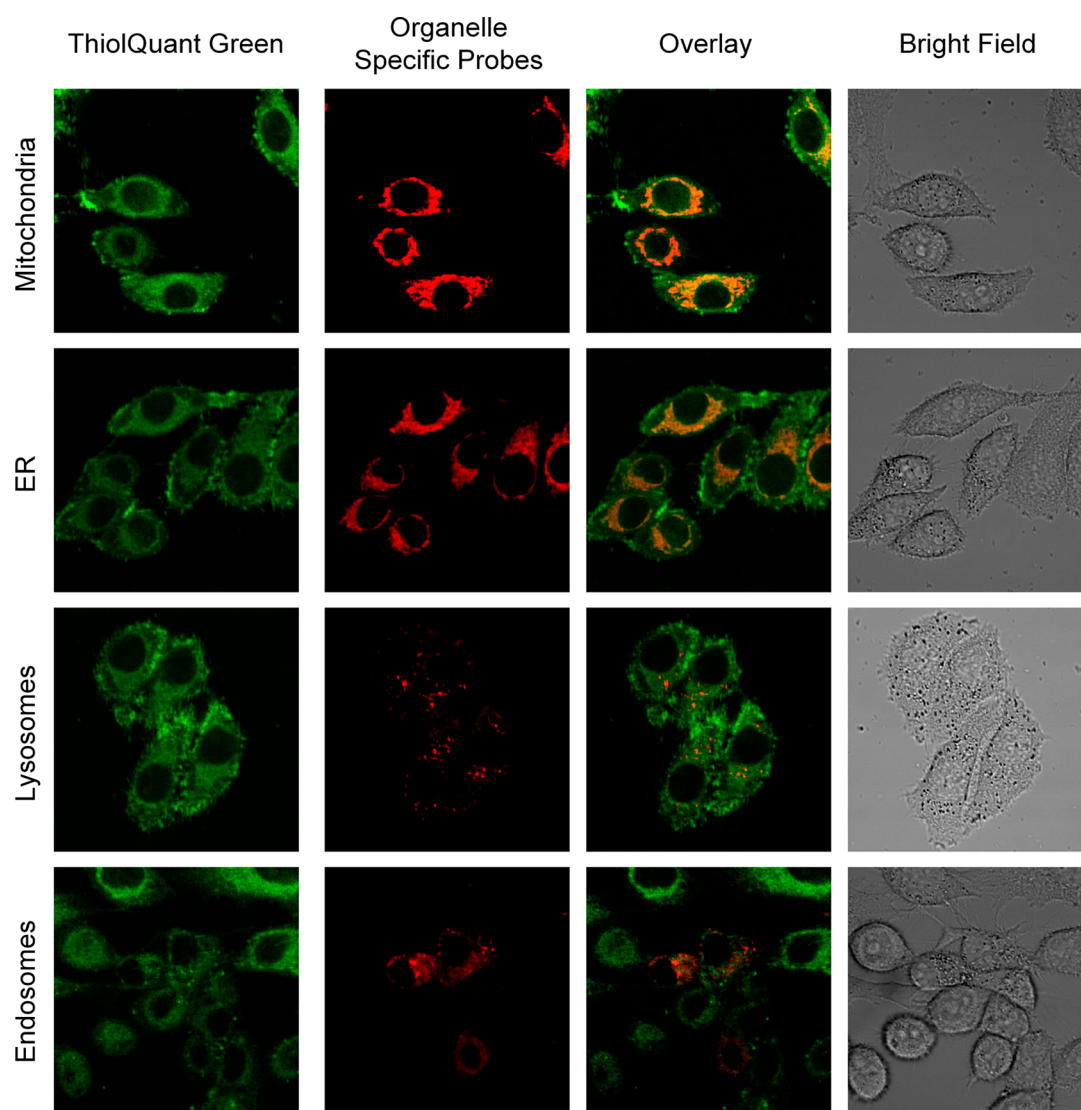 ThiolQuant Green
Organelle
Specific Probes
Overlay
Bright Field
Mitochondria
ER
Lysosomes
Endosomes